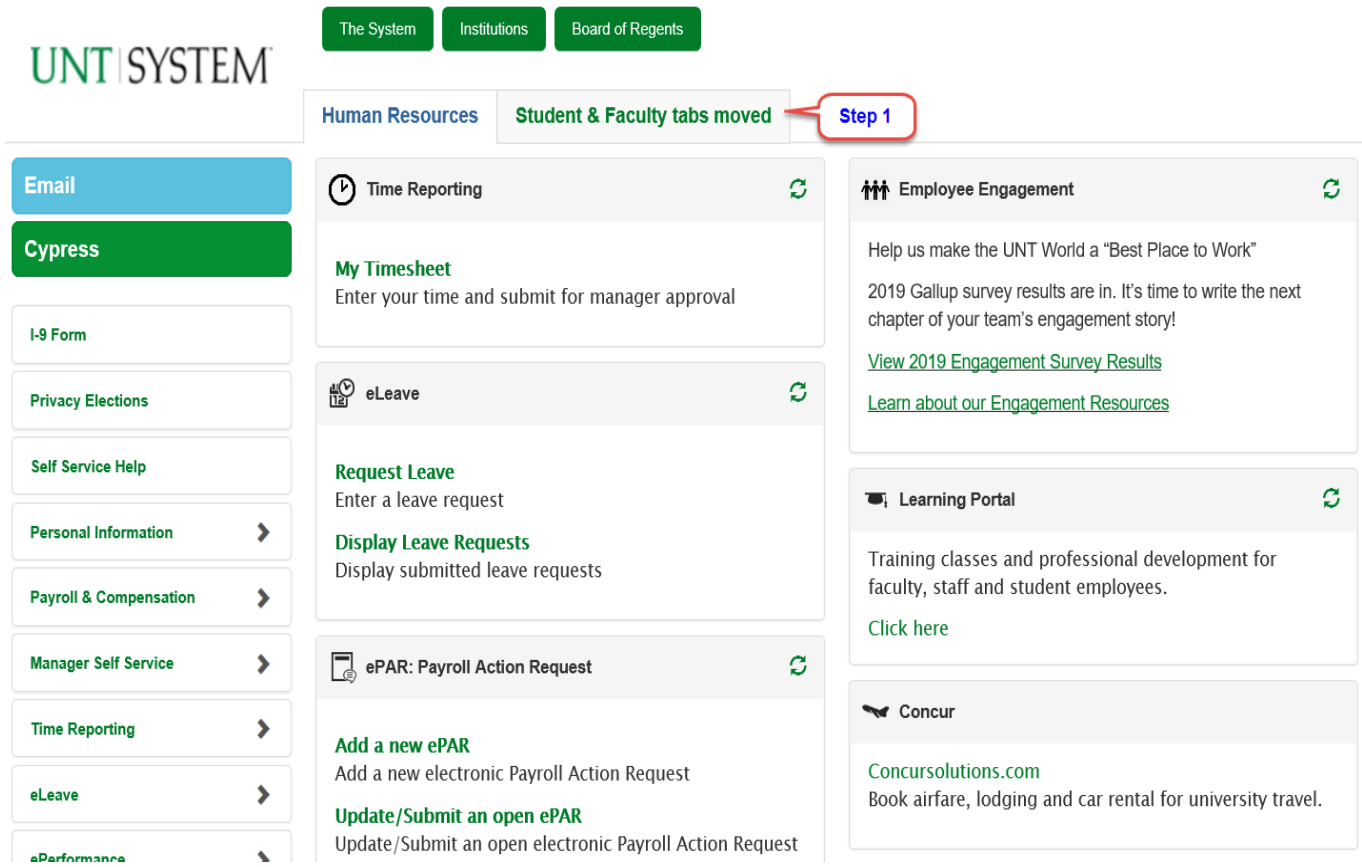 The System
Institutions
Board of Regents
UNT SYSTEM
Human Resources
Student & Faculty tabs moved
Step 1
Email
Cypress
I-9 Form
Privacy Elections
Self Service Help
Personal Information
Payroll & Compensation
Manager Self Service
Time Reporting
eLeave
ePerformance
Time Reporting
My Timesheet
Enter your time and submit for manager approval
eLeave
Request Leave
Enter a leave request
Display Leave Requests
Display submitted leave requests
ePAR: Payroll Action Request
Add a new ePAR
Add a new electronic Payroll Action Request
Update/Submit an open ePAR
Update/Submit an open electronic Payroll Action Request
Employee Engagement
Help us make the UNT World a “Best Place to Work”
2019 Gallup survey results are in. It’s time to write the next
chapter of your team’s engagement story!
View 2019 Engagement Survey Results
Learn about our Engagement Resources
Learning Portal
Training classes and professional development for
faculty, staff and student employees.
Click here
Concur
Concursolutions.com
Book airfare, lodging and car rental for university travel.